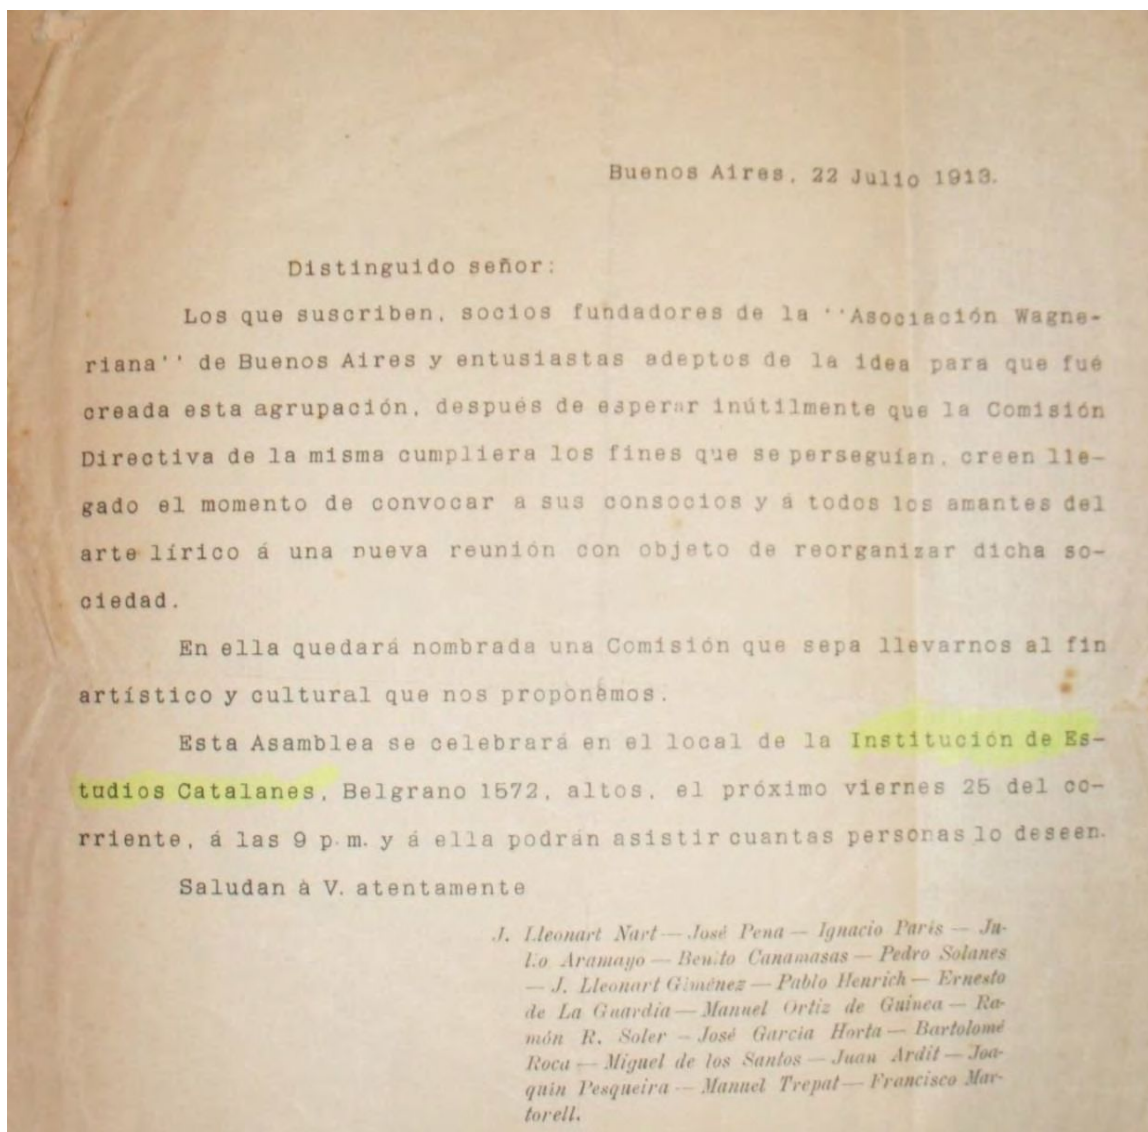 Buenos Aires, 22 Julio 1913.
Distinguido señor:
Los que suscriben, socios fundadores de la ''Asociación Wagne-
riana'' de Buenos Aires y entusiastas adeptos de la idea para que fué
creada esta agrupación, después de esperar inútilmente que la Comisión
Directiva de la misma cumpliera los fines que se perseguían, creen lle-
gado el momento de convocar a sus consocios y á todos los amantes del
arte lírico á una nueva reunión con objeto de reorganizar dicha so-
ciedad.
En ella quedará nombrada una Comisión que sepa llevarnos al fin
artístico y cultural que nos proponémos.
Esta Asamblea se celebrará en el local de la Institución de Es-
tudios Catalanes, Belgrano 1572, altos, el próximo viernes 25 del co-
rriente, á las 9 p.m. y á ella podrán asistir cuantas personas lo deseen.
Saludan à V. atentamente
J. Lleonart Nart — José Pena — Ignacio París — Ju-
lio Aramayo — Benito Canamasas — Pedro Solanes
— J. Lleonart Giménez — Pablo Henrich — Ernesto
de La Guardia — Manuel Ortiz de Guinea — Ra-
món R. Soler — José García Horta — Bartolomé
Roca — Miguel de los Santos — Juan Ardit — Joa-
quín Pesqueira — Manuel Trepat — Francisco Mar-
torell.